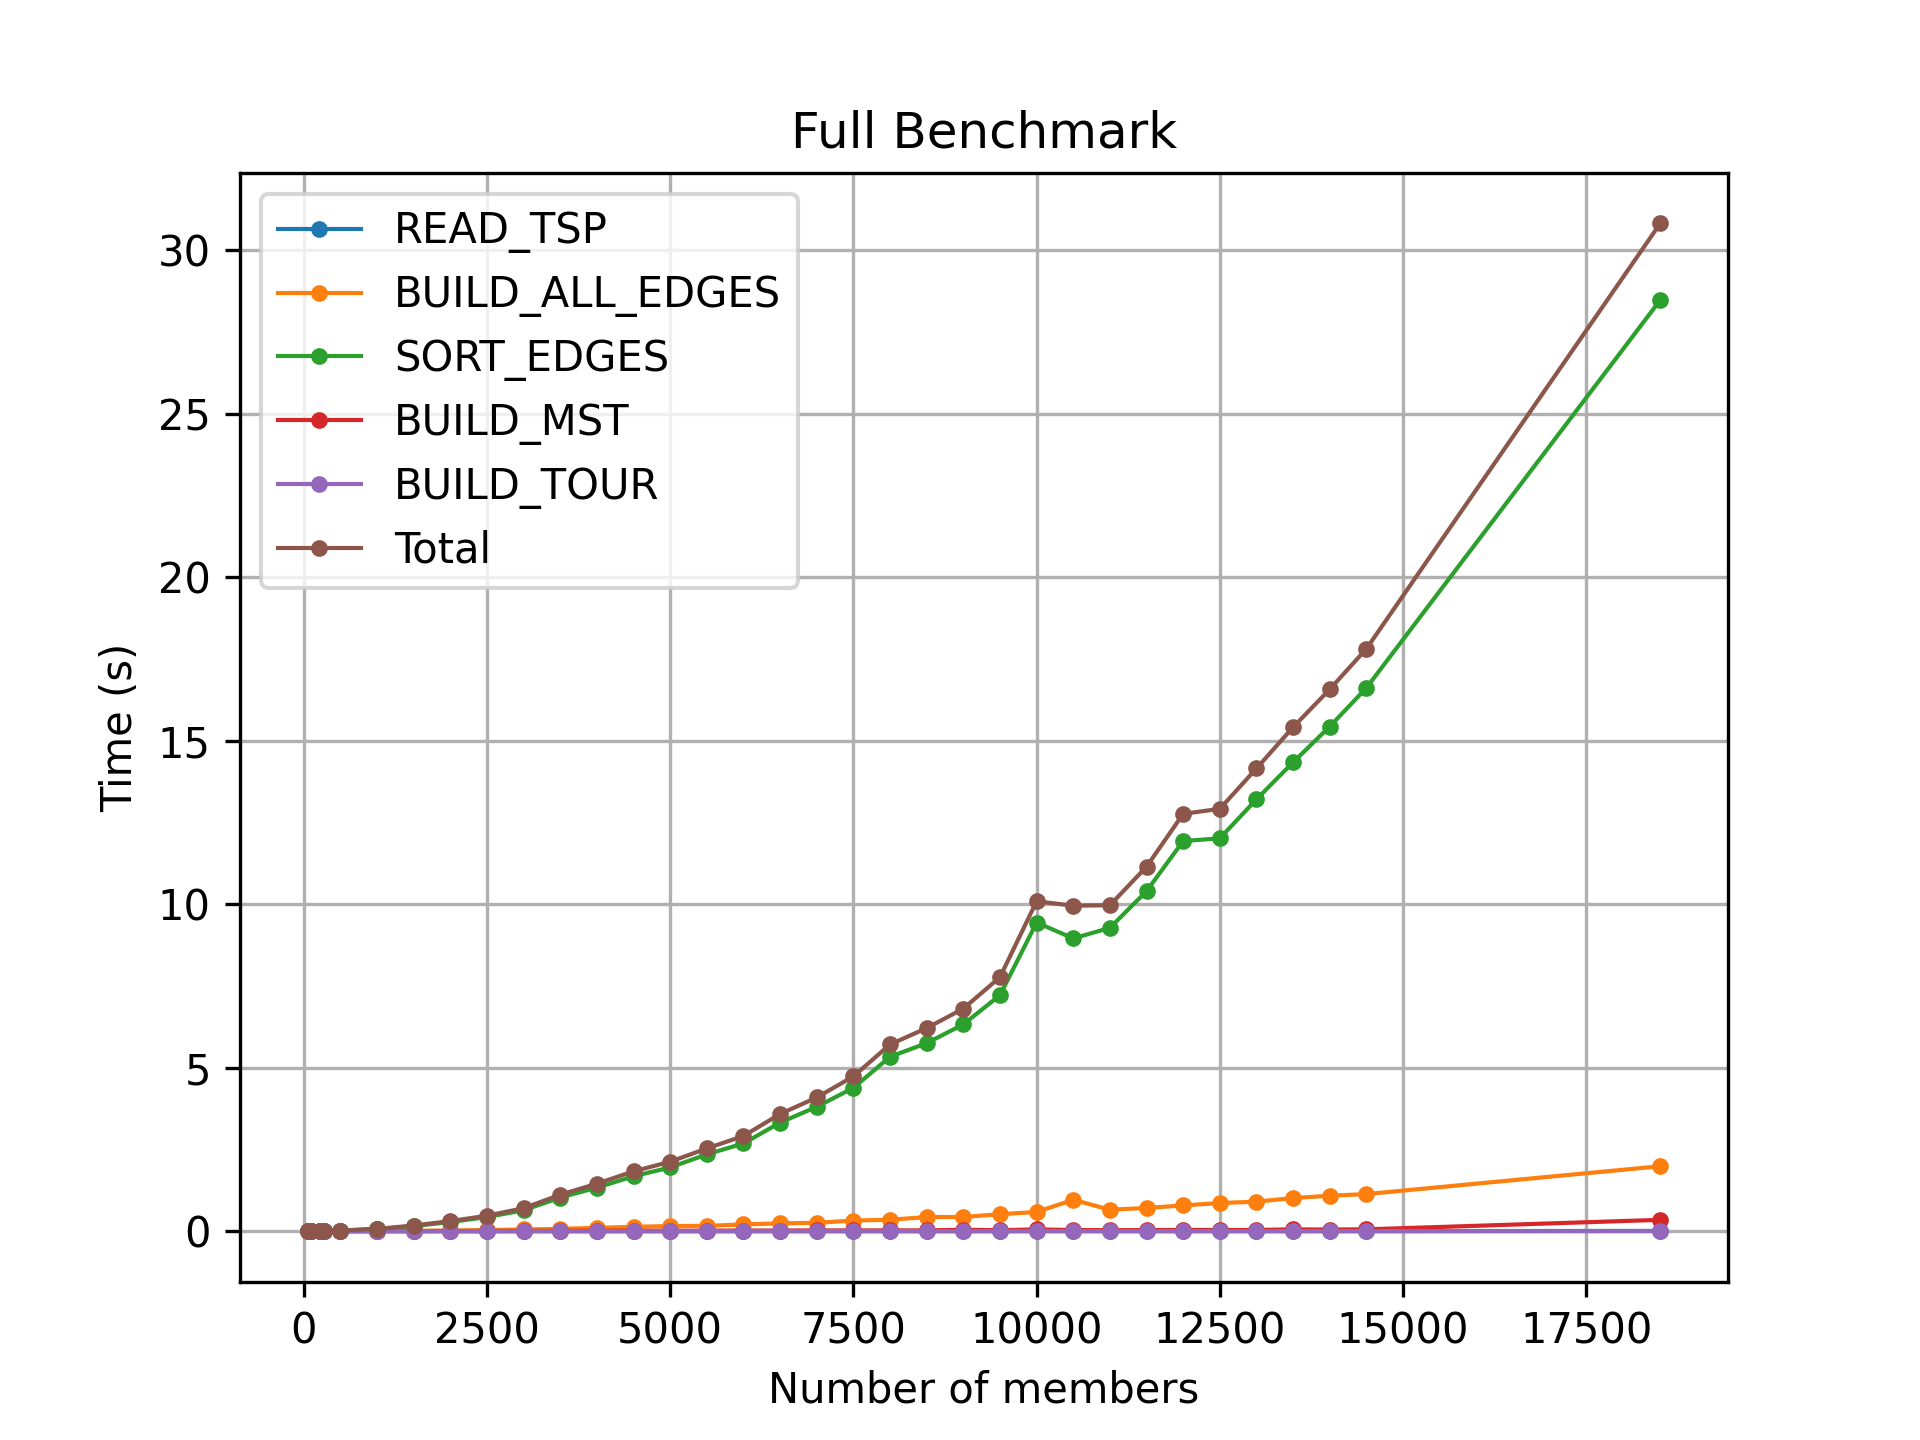 Full Benchmark
READ_TSP
BUILD_ALL_EDGES
SORT_EDGES
BUILD_MST
BUILD_TOUR
Total
30
25
20
15
10
5
0
Time (s)
0 2500 5000 7500 10000 12500 15000 17500
Number of members